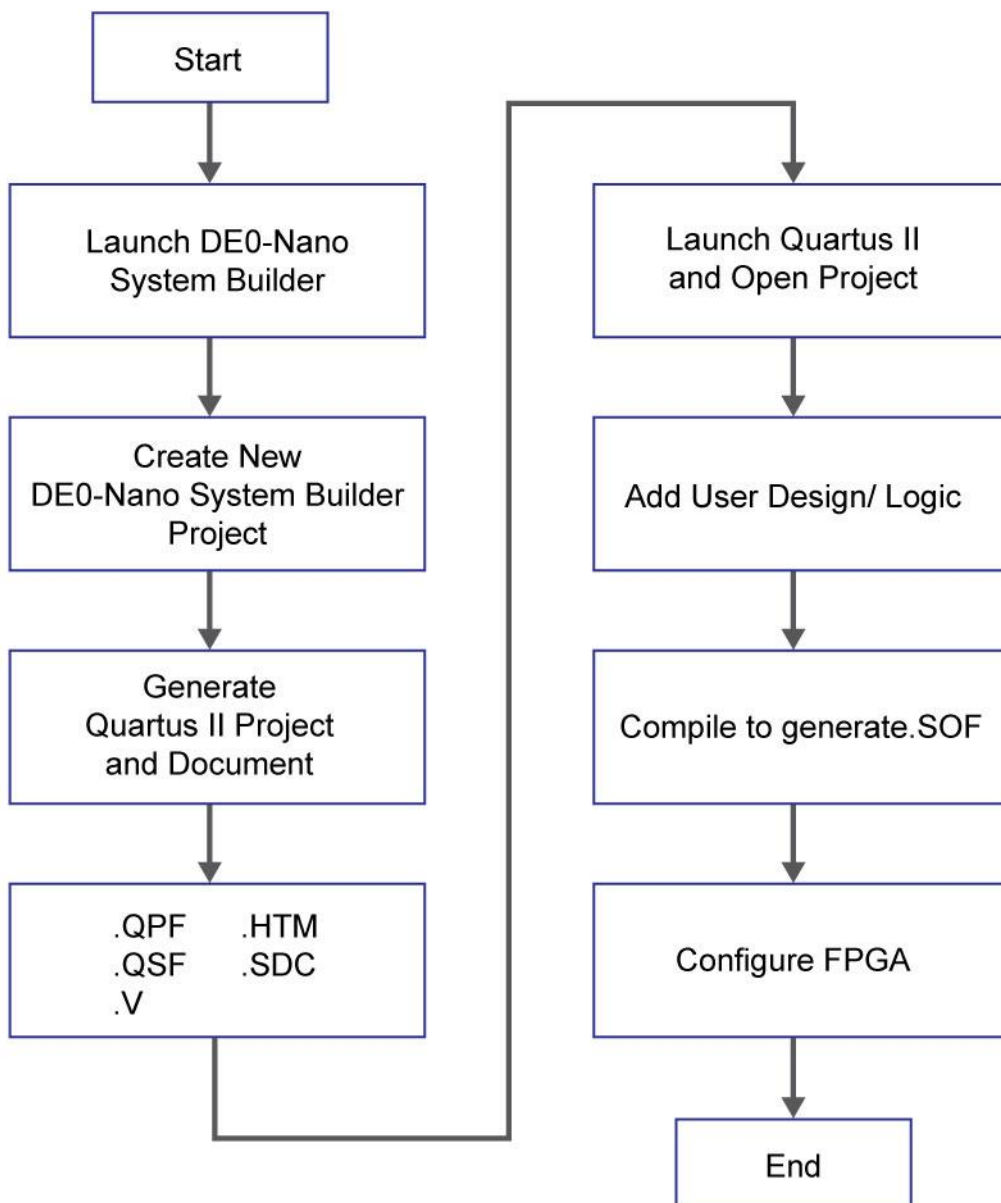 Start
Launch DE0-Nano
System Builder
Create New
DE0-Nano System Builder
Project
Generate
Quartus II Project
and Document
.QPF .HTM
.QSF .SDC
.V
Launch Quartus II
and Open Project
Add User Design/ Logic
Compile to generate.SOF
Configure FPGA
End